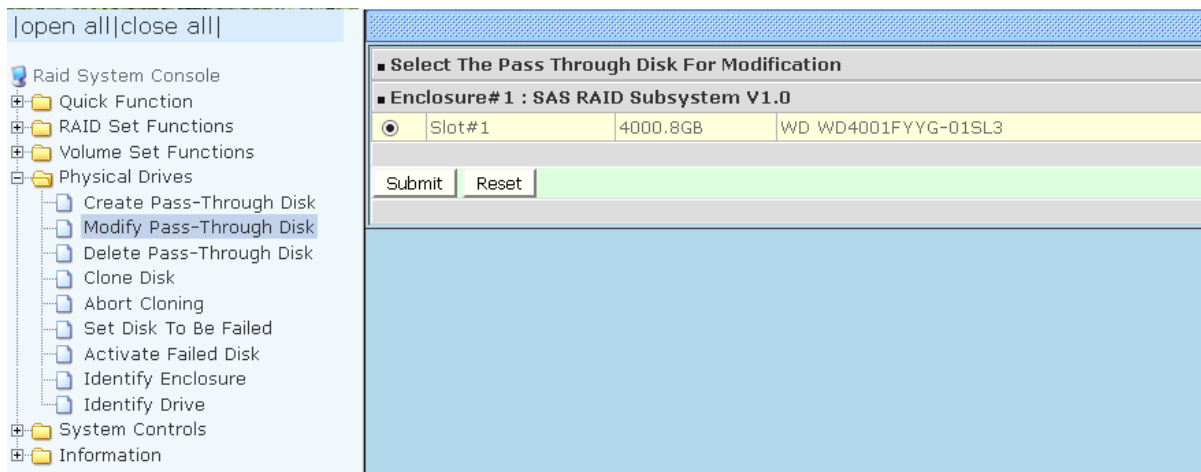 |open all|close all|
Raid System Console
Quick Function
RAID Set Functions
Volume Set Functions
Physical Drives
Create Pass-Through Disk
Modify Pass-Through Disk
Delete Pass-Through Disk
Clone Disk
Abort Cloning
Set Disk To Be Failed
Activate Failed Disk
Identify Enclosure
Identify Drive
System Controls
Information
Select The Pass Through Disk For Modification
Enclosure#1 : SAS RAID Subsystem V1.0
Slot#1 4000.8GB WD WD4001FYYG-01SL3
Submit Reset